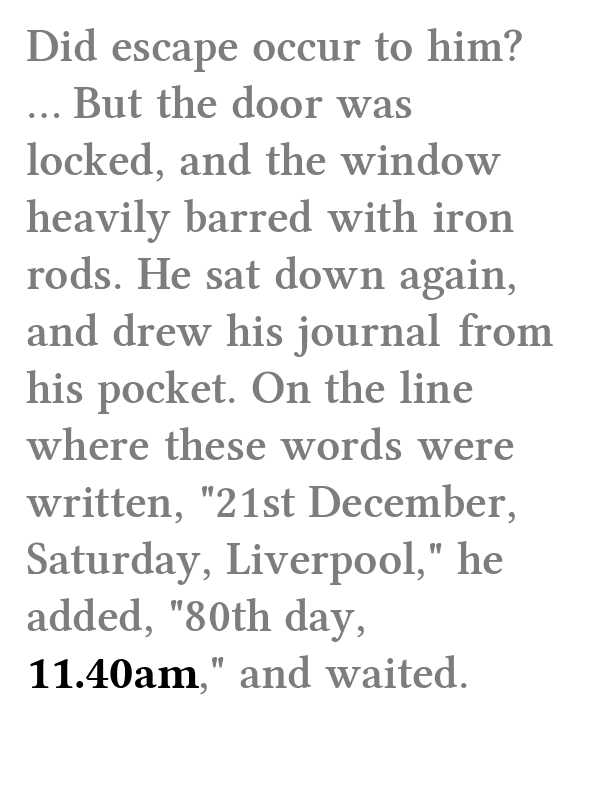 Did escape occur to him?
... But the door was
locked, and the window
heavily barred with iron
rods. He sat down again,
and drew his journal from
his pocket. On the line
where these words were
written, "21st December,
Saturday, Liverpool," he
added, "80th day,
11.40am," and waited.